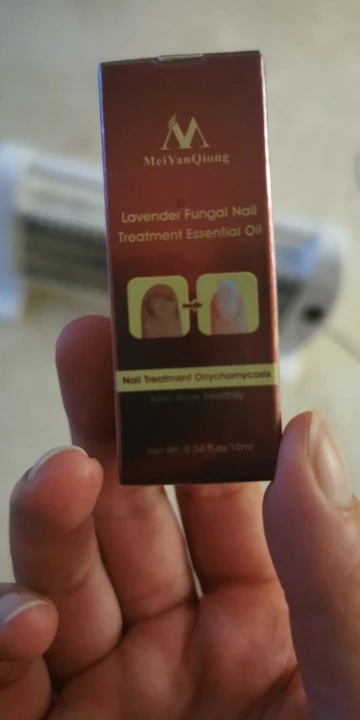 MeiYanQiong
Lavender Fungal Nail
Treatment Essential Oil
Nail Treatment Onychomycosis
Nails Grow Healthily
Net Wt. 0.34 fl.oz/10ml